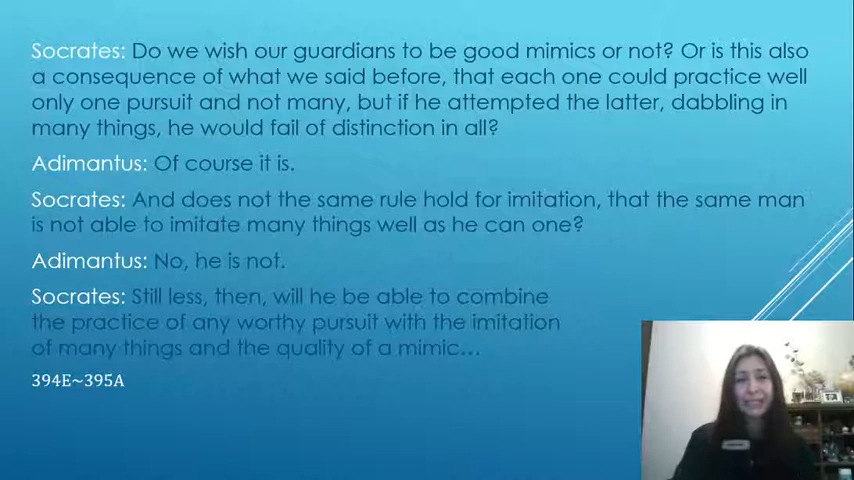 Socrates: Do we wish our guardians to be good mimics or not? Or is this also
a consequence of what we said before, that each one could practice well
only one pursuit and not many, but if he attempted the latter, dabbling in
many things, he would fail of distinction in all?
Adimantus: Of course it is.
Socrates: And does not the same rule hold for imitation, that the same man
is not able to imitate many things well as he can one?
Adimantus: No, he is not.
Socrates: Still less, then, will he be able to combine
the practice of any worthy pursuit with the imitation
of many things and the quality of a mimic...
394E~395A